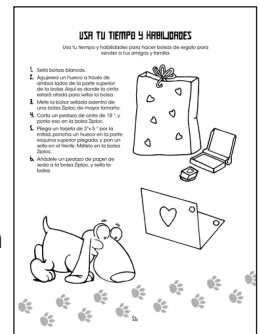 USA TU TIEMPO Y HABILIDADES
Usa tu tiempo y habilidades para hacer bolsas de regalo para
vender a tus amigos y familia.
1. Sella bolsas blancas.
2. Agujerea un hueco a través de
ambos lados de la parte superior
de la bolsa. Aquí es donde la cinta
estará atada para sellar la bolsa.
3. Mete la bolsa sellada adentro de
una bolsa Ziploc de mayor tamaño.
4. Corta un pedazo de cinta de 18", y
ponlo eso en la bolsa Ziploc.
5. Pliega un tarjeta de 3"x 5" por la
mitad, poncha un hueco en la parte
esquina superior plegada, y pon un
sello en el frente. Mételo en la bolsa
Ziploc.
6. Añádele un pedazo de papel de
seda a la bolsa Ziploc, y sella la
bolsa.
56